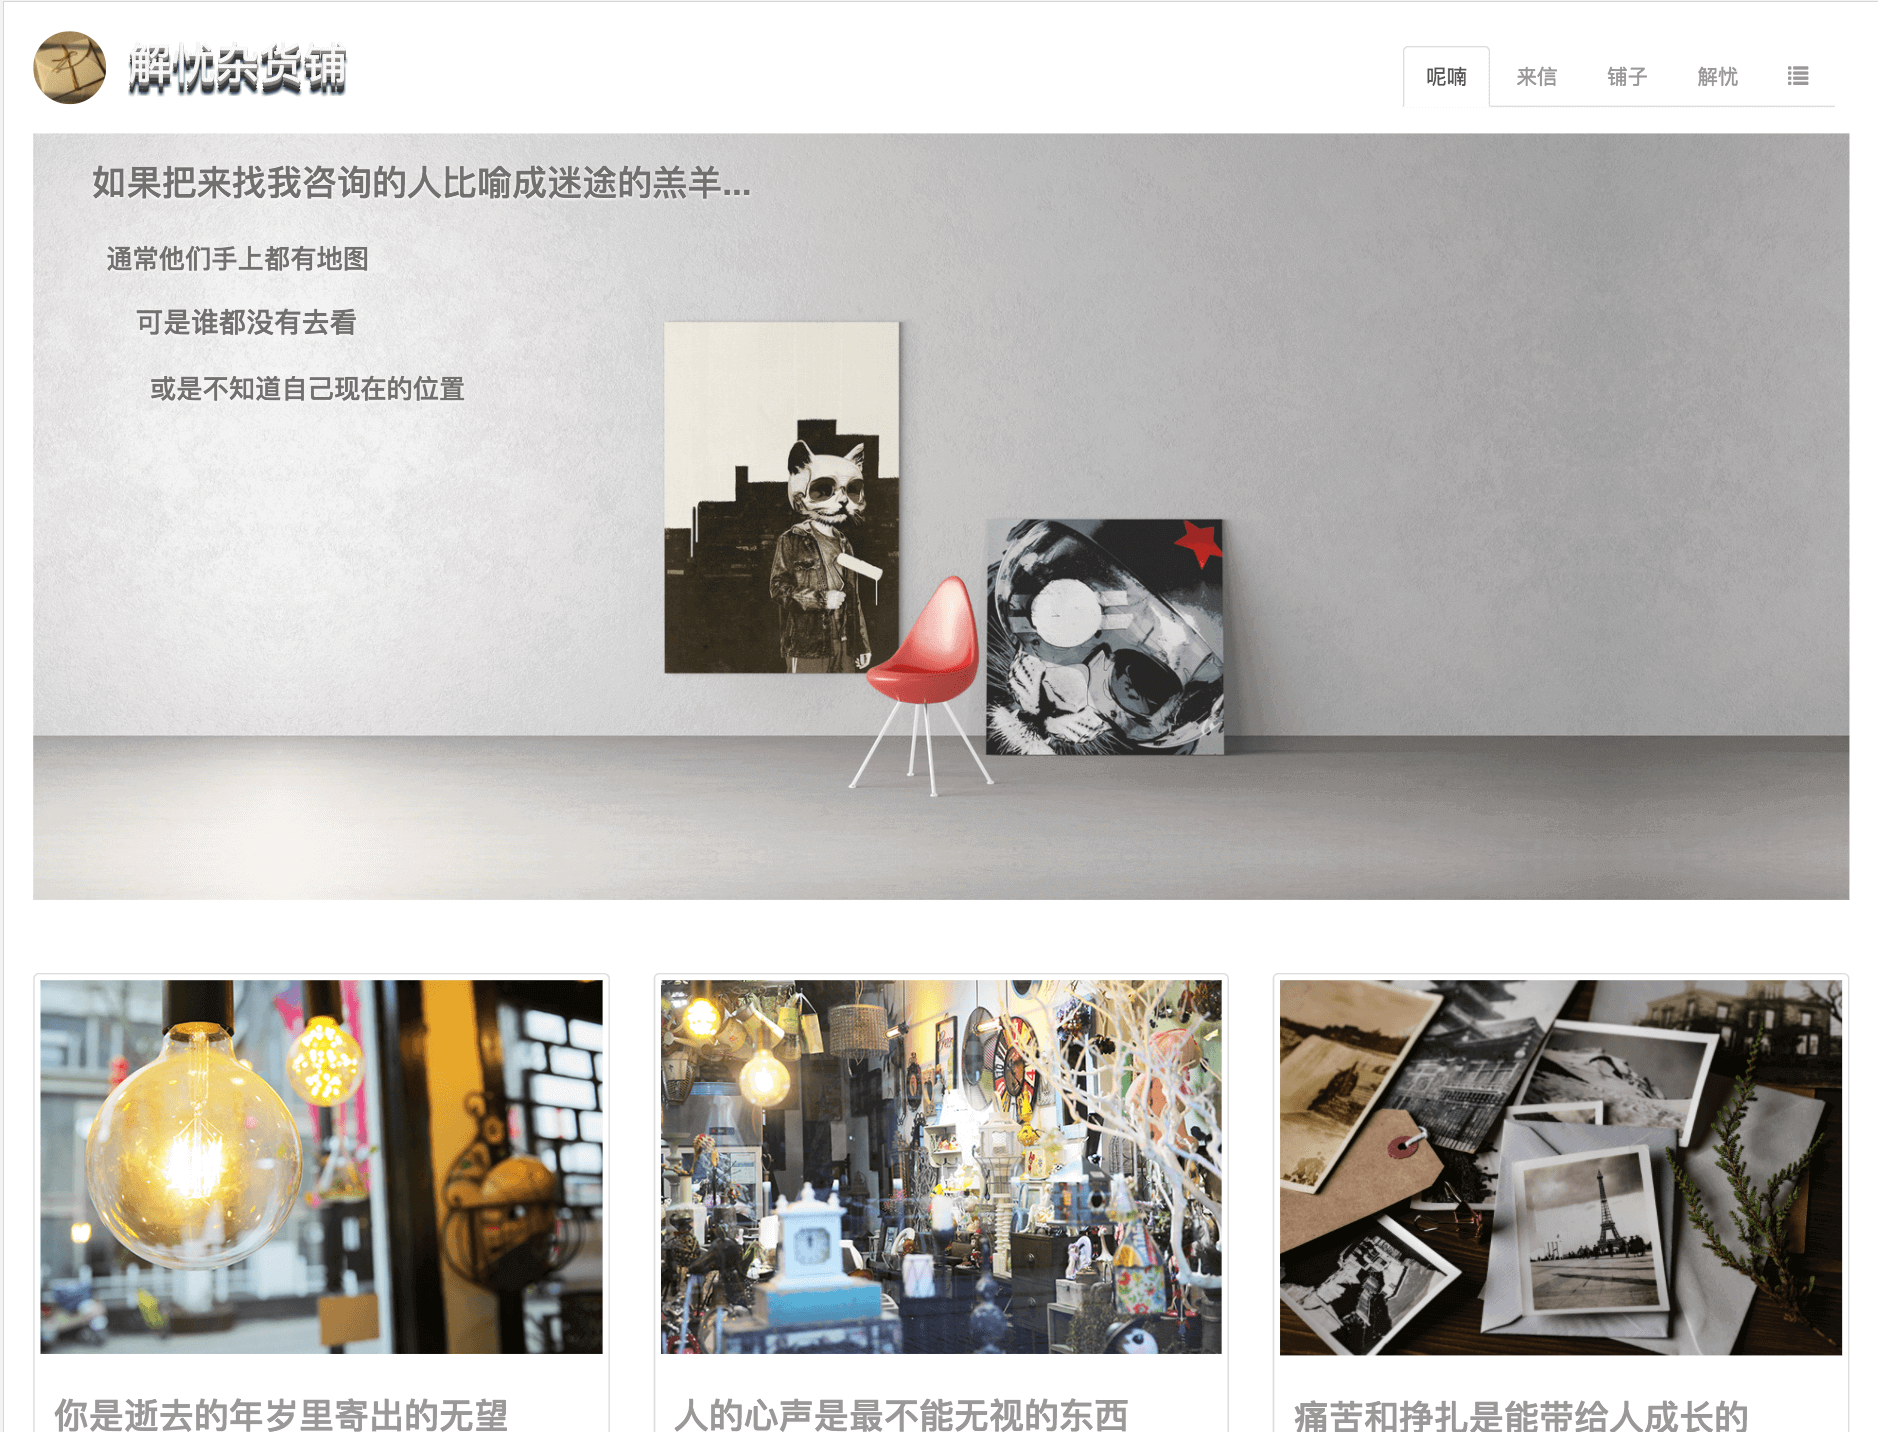 解忧杂货铺
呢喃
来信
铺子
解忧
如果把来找我咨询的人比喻成迷途的羔羊...
通常他们手上都有地图
可是谁都没有去看
或是不知道自己现在的位置
你是逝去的年岁里寄出的无望
人的心声是最不能无视的东西
痛苦和挣扎是能带给人成长的